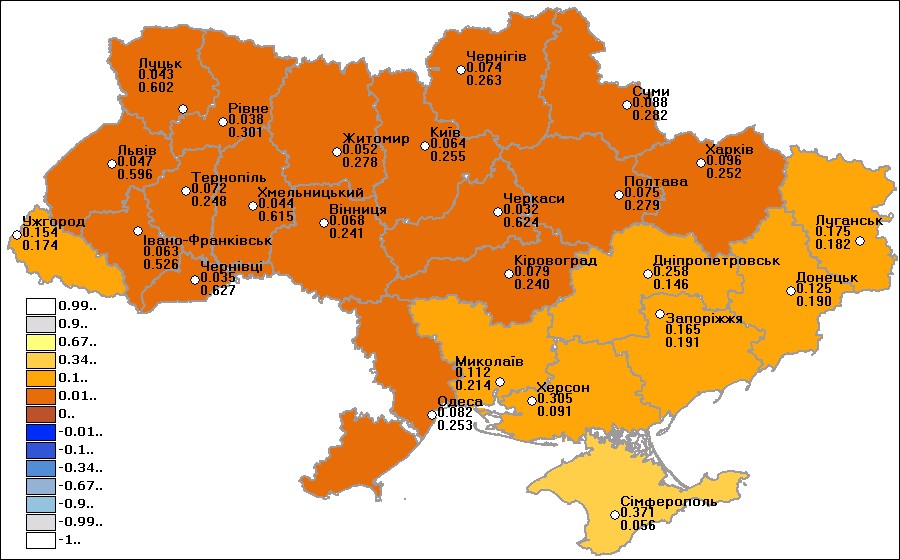 Луцьк
0.043
0.602
Рівне
0.038
0.301
Житомир
0.052
0.278
Київ
0.064
0.255
Чернігів
0.074
0.263
Суми
0.088
0.282
Львів
0.047
0.596
Тернопіль
0.072
0.248
Хмельницький
0.044
0.615
Вінниця
0.068
0.241
Черкаси
0.032
0.624
Полтава
0.075
0.279
Харків
0.096
0.252
Луганськ
0.175
0.182
Ужгород
0.154
0.174
Івано-Франківськ
0.063
0.526
Чернівці
0.035
0.627
Кіровоград
0.079
0.240
Дніпропетровськ
0.258
0.146
Донецьк
0.125
0.190
Запоріжжя
0.165
0.191
Миколаїв
0.112
0.214
Херсон
0.305
0.091
Одеса
0.082
0.253
Сімферополь
0.371
0.056
0.99..
0.9..
0.67..
0.34..
0.1..
0.01..
0..
-0.01..
-0.1..
-0.34..
-0.67..
-0.9..
-0.99..
-1..